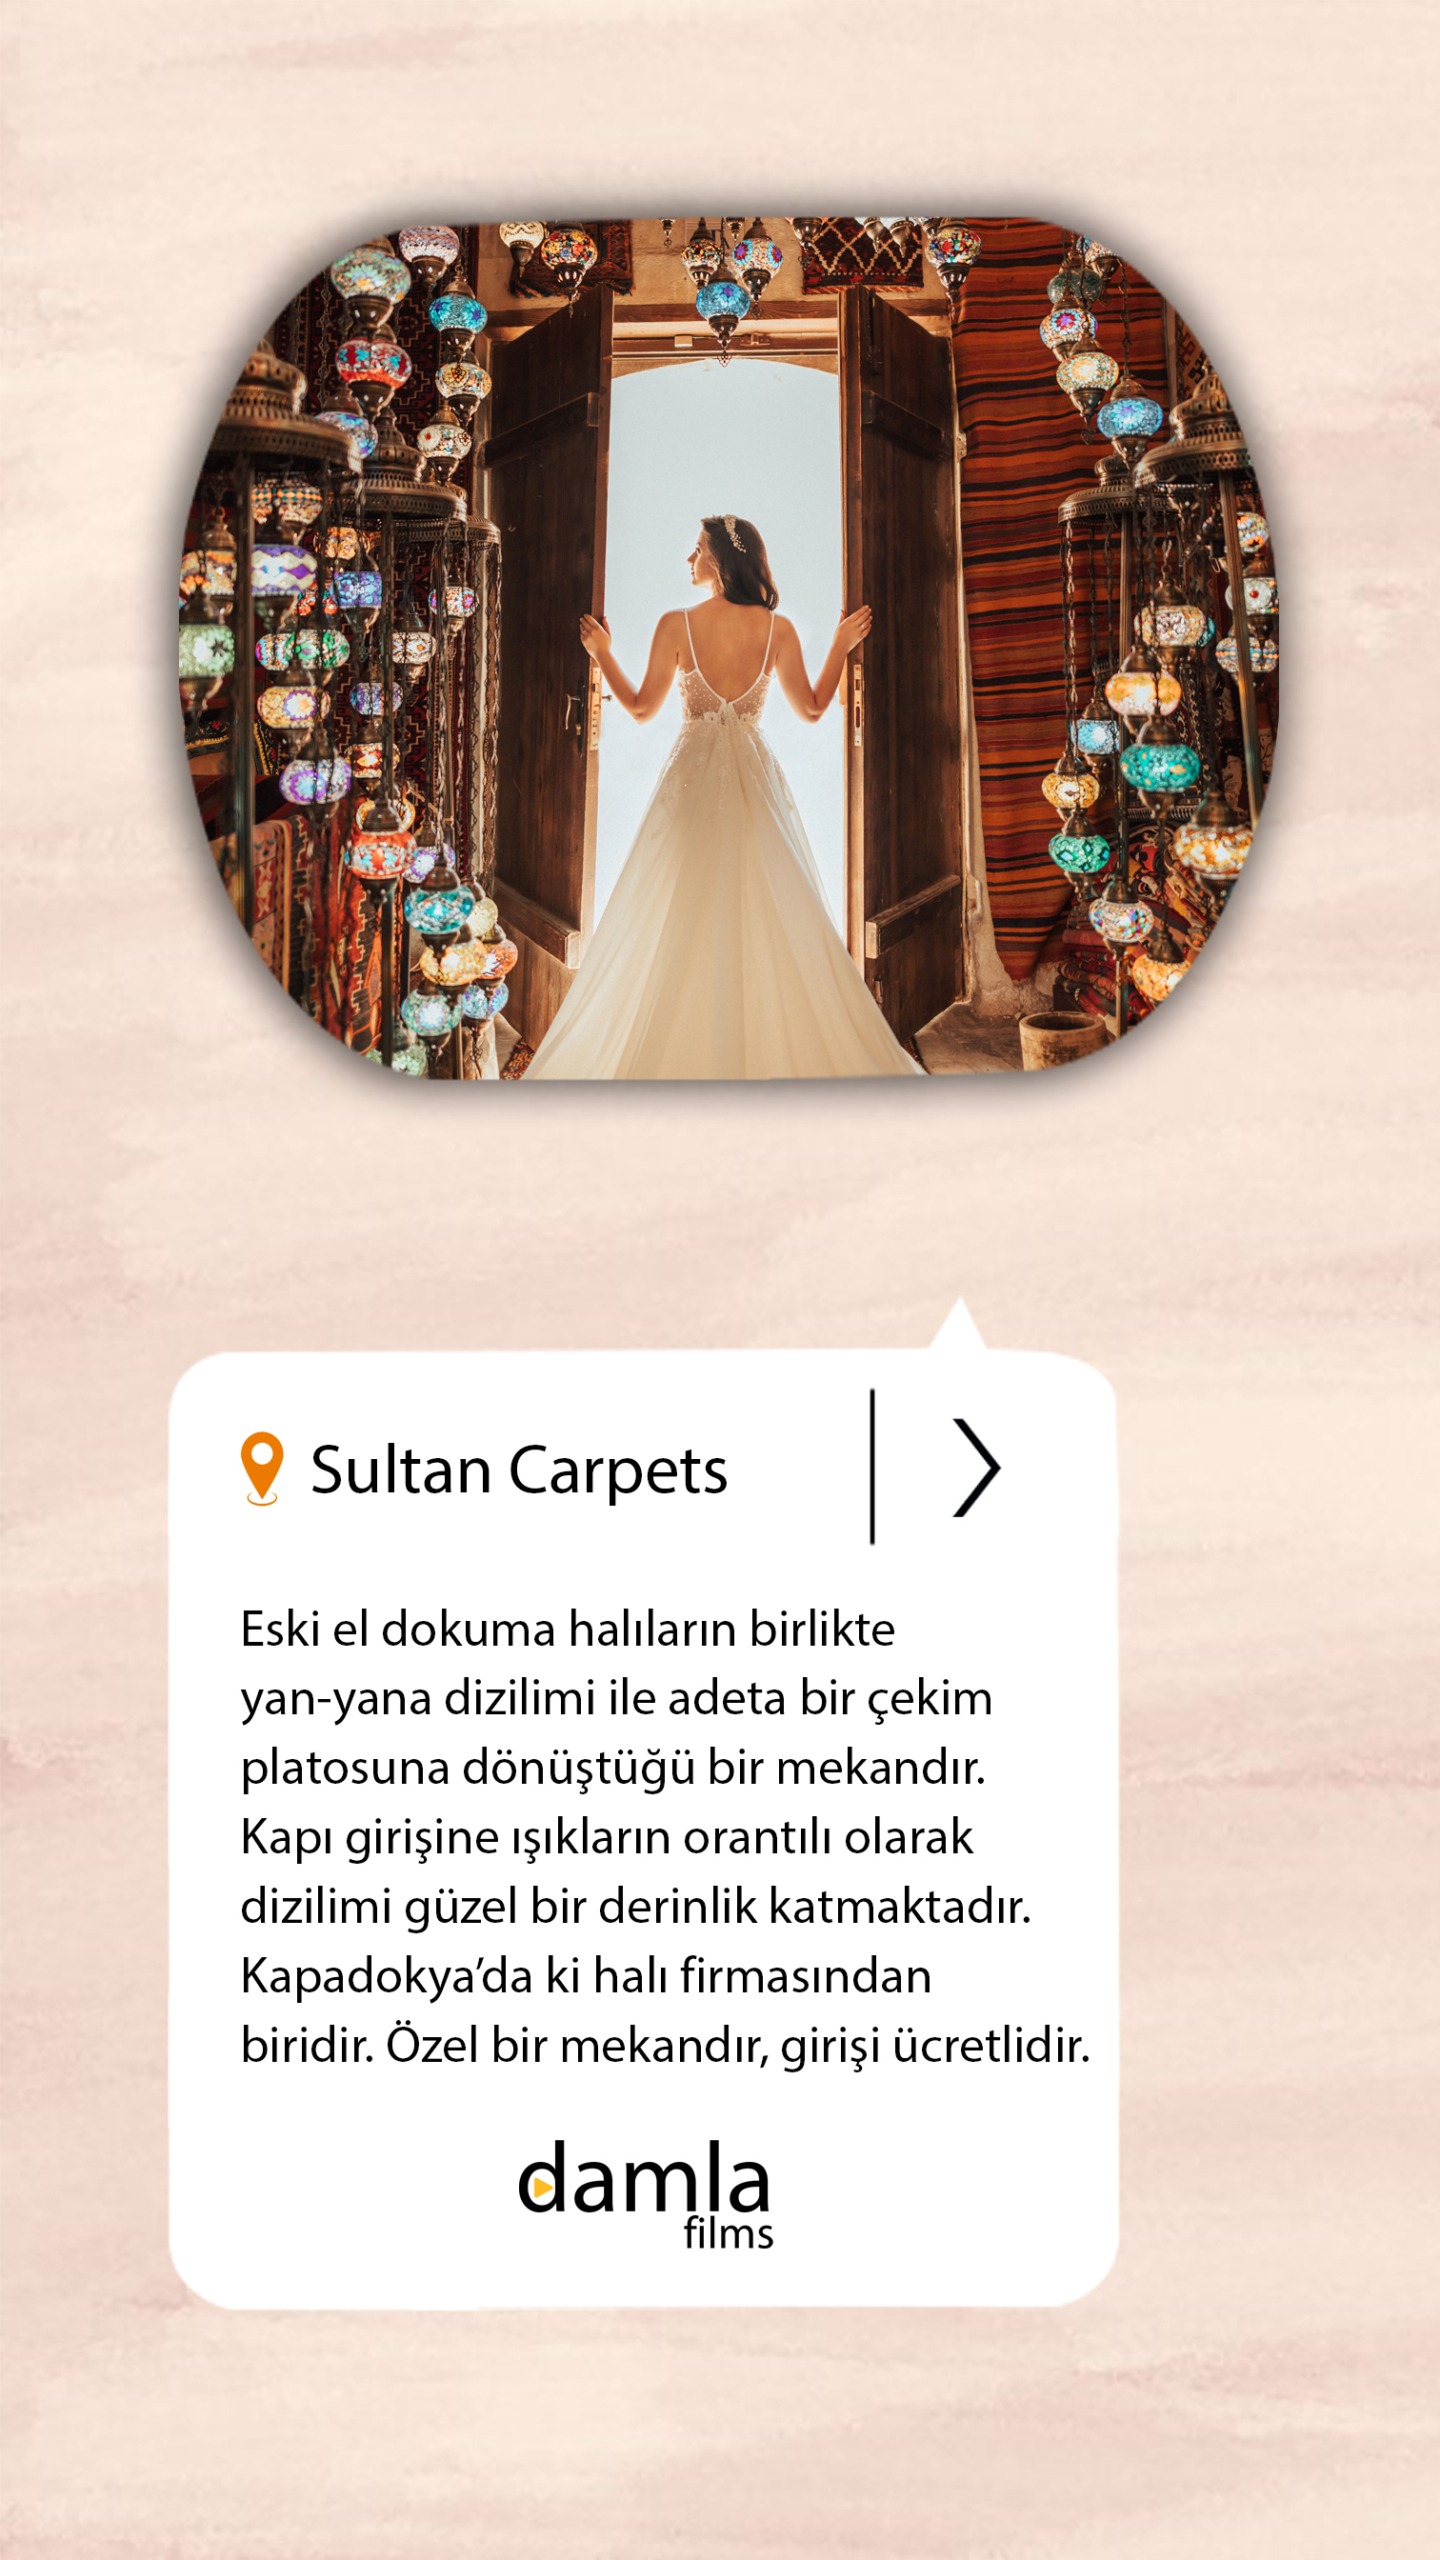 Sultan Carpets
Eski el dokuma halıların birlikte
yan-yana dizilimi ile adeta bir çekim
platosuna dönüştüğü bir mekandır.
Kapı girişine ışıkların orantılı olarak
dizilimi güzel bir derinlik katmaktadır.
Kapadokya’da ki halı firmasından
biridir. Özel bir mekandır, girişi ücretlidir.
damla
films